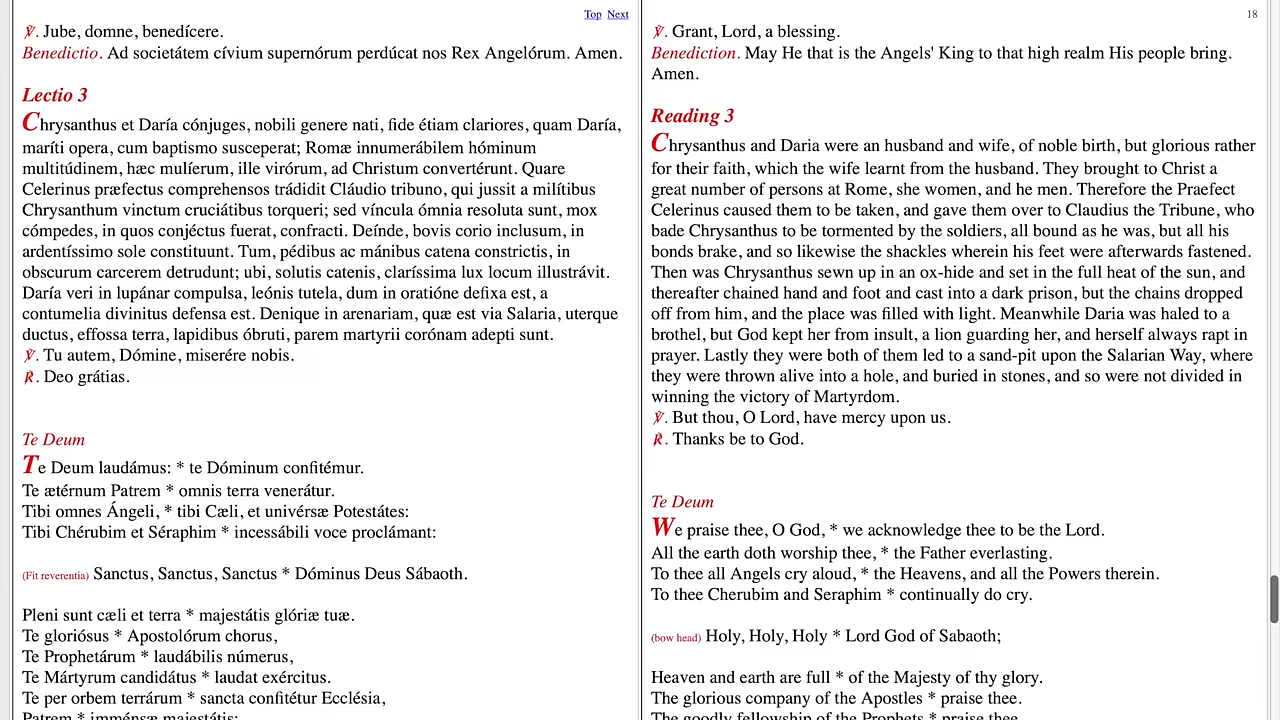 Top Next
℣. Jube, domne, benedícere.
Benedictio. Ad societátem cívium supernórum perdúcat nos Rex Angelórum. Amen.
Lectio 3
Chrysanthus et Daría cónjuges, nobili genere nati, fide étiam clariores, quam Daría,
maríti opera, cum baptismo susceperat; Romæ innumerábilem hóminum
multitúdinem, hæc mulíerum, ille virórum, ad Christum convertérunt. Quare
Celerinus præfectus comprehensos trádidit Cláudio tribuno, qui jussit a milítibus
Chrysanthum vinctum cruciátibus torqueri; sed víncula ómnia resoluta sunt, mox
cómpedes, in quos conjéctus fuerat, confracti. Deínde, bovis corio inclusum, in
ardentíssimo sole constituunt. Tum, pédibus ac mánibus catena constrictis, in
obscurum carcerem detrudunt; ubi, solutis catenis, claríssima lux locum illustrávit.
Daría veri in lupánar compulsa, leónis tutela, dum in oratióne defixa est, a
contumelia divinitus defensa est. Denique in arenariam, quæ est via Salaria, uterque
ductus, effossa terra, lapidibus óbruti, parem martyrii corónam adepti sunt.
℣. Tu autem, Dómine, miserére nobis.
℟. Deo grátias.
Te Deum
Te Deum laudámus: * te Dóminum confitémur.
Te ætérnum Patrem * omnis terra venerátur.
Tibi omnes Ángeli, * tibi Cæli, et univérsæ Potestátes:
Tibi Chérubim et Séraphim * incessábili voce proclámant:
(Fit reverentia) Sanctus, Sanctus, Sanctus * Dóminus Deus Sábaoth.
Pleni sunt cæli et terra * majestátis glóriæ tuæ.
Te gloriósus * Apostolórum chorus,
Te Prophetárum * laudábilis númerus,
Te Mártyrum candidátus * laudat exércitus.
Te per orbem terrárum * sancta confitétur Ecclésia,
Patrem * imménsæ majestátis:
18
℣. Grant, Lord, a blessing.
Benediction. May He that is the Angels' King to that high realm His people bring.
Amen.
Reading 3
Chrysanthus and Daria were an husband and wife, of noble birth, but glorious rather
for their faith, which the wife learnt from the husband. They brought to Christ a
great number of persons at Rome, she women, and he men. Therefore the Praefect
Celerinus caused them to be taken, and gave them over to Claudius the Tribune, who
bade Chrysanthus to be tormented by the soldiers, all bound as he was, but all his
bonds brake, and so likewise the shackles wherein his feet were afterwards fastened.
Then was Chrysanthus sewn up in an ox-hide and set in the full heat of the sun, and
thereafter chained hand and foot and cast into a dark prison, but the chains dropped
off from him, and the place was filled with light. Meanwhile Daria was haled to a
brothel, but God kept her from insult, a lion guarding her, and herself always rapt in
prayer. Lastly they were both of them led to a sand-pit upon the Salarian Way, where
they were thrown alive into a hole, and buried in stones, and so were not divided in
winning the victory of Martyrdom.
℣. But thou, O Lord, have mercy upon us.
℟. Thanks be to God.
Te Deum
We praise thee, O God, * we acknowledge thee to be the Lord.
All the earth doth worship thee, * the Father everlasting.
To thee all Angels cry aloud, * the Heavens, and all the Powers therein.
To thee Cherubim and Seraphim * continually do cry.
(bow head) Holy, Holy, Holy * Lord God of Sabaoth;
Heaven and earth are full * of the Majesty of thy glory.
The glorious company of the Apostles * praise thee.
The goodly fellowship of the Prophets * praise thee.